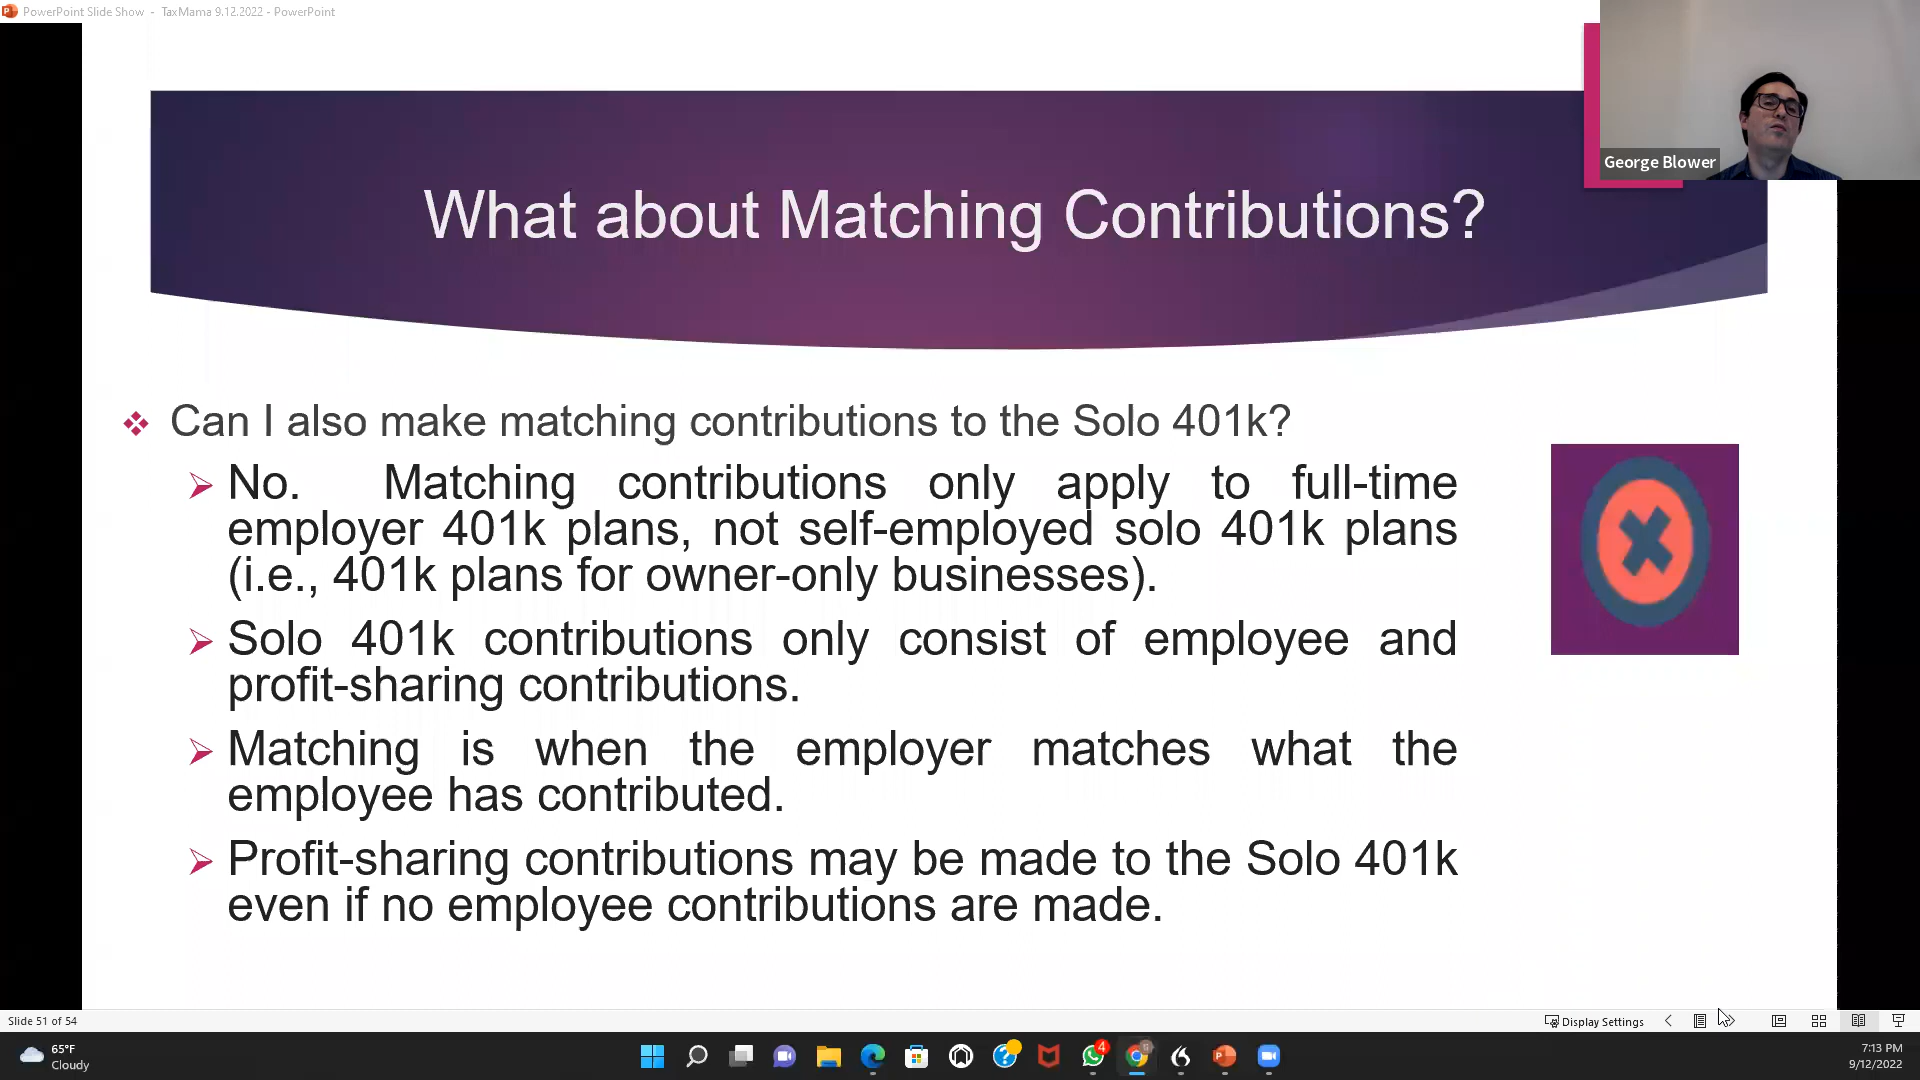 PowerPoint Slide Show - TaxMama 9.12.2022 - PowerPoint
George Blower
What about Matching Contributions?
Can I also make matching contributions to the Solo 401k?
No. Matching contributions only apply to full-time
employer 401k plans, not self-employed solo 401k plans
(i.e., 401k plans for owner-only businesses).
Solo 401k contributions only consist of employee and
profit-sharing contributions.
Matching is when the employer matches what the
employee has contributed.
Profit-sharing contributions may be made to the Solo 401k
even if no employee contributions are made.
Slide 51 of 54
Display Settings
65°F
Cloudy
4
7:13 PM
9/12/2022